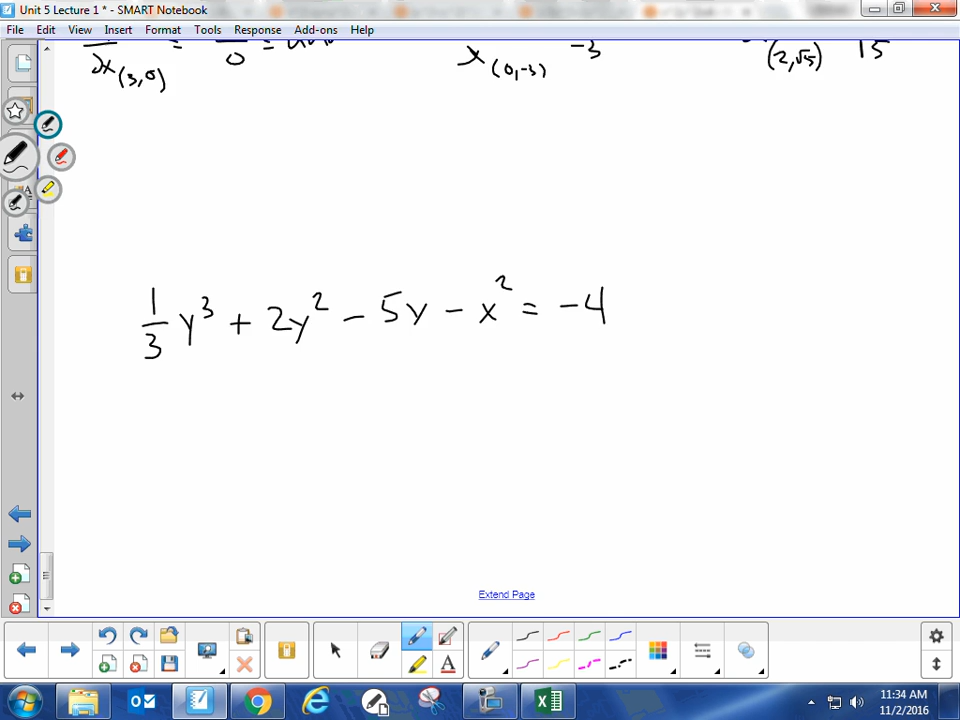 Unit 5 Lecture 1 * - SMART Notebook
File Edit View Insert Format Tools Response Add-ons Help
(3,0) = 0 =
x (0,-3) -3
(2,√5) 15
1/3 y³ + 2y² - 5y - x² = -4
Extend Page
11:34 AM
11/2/2016